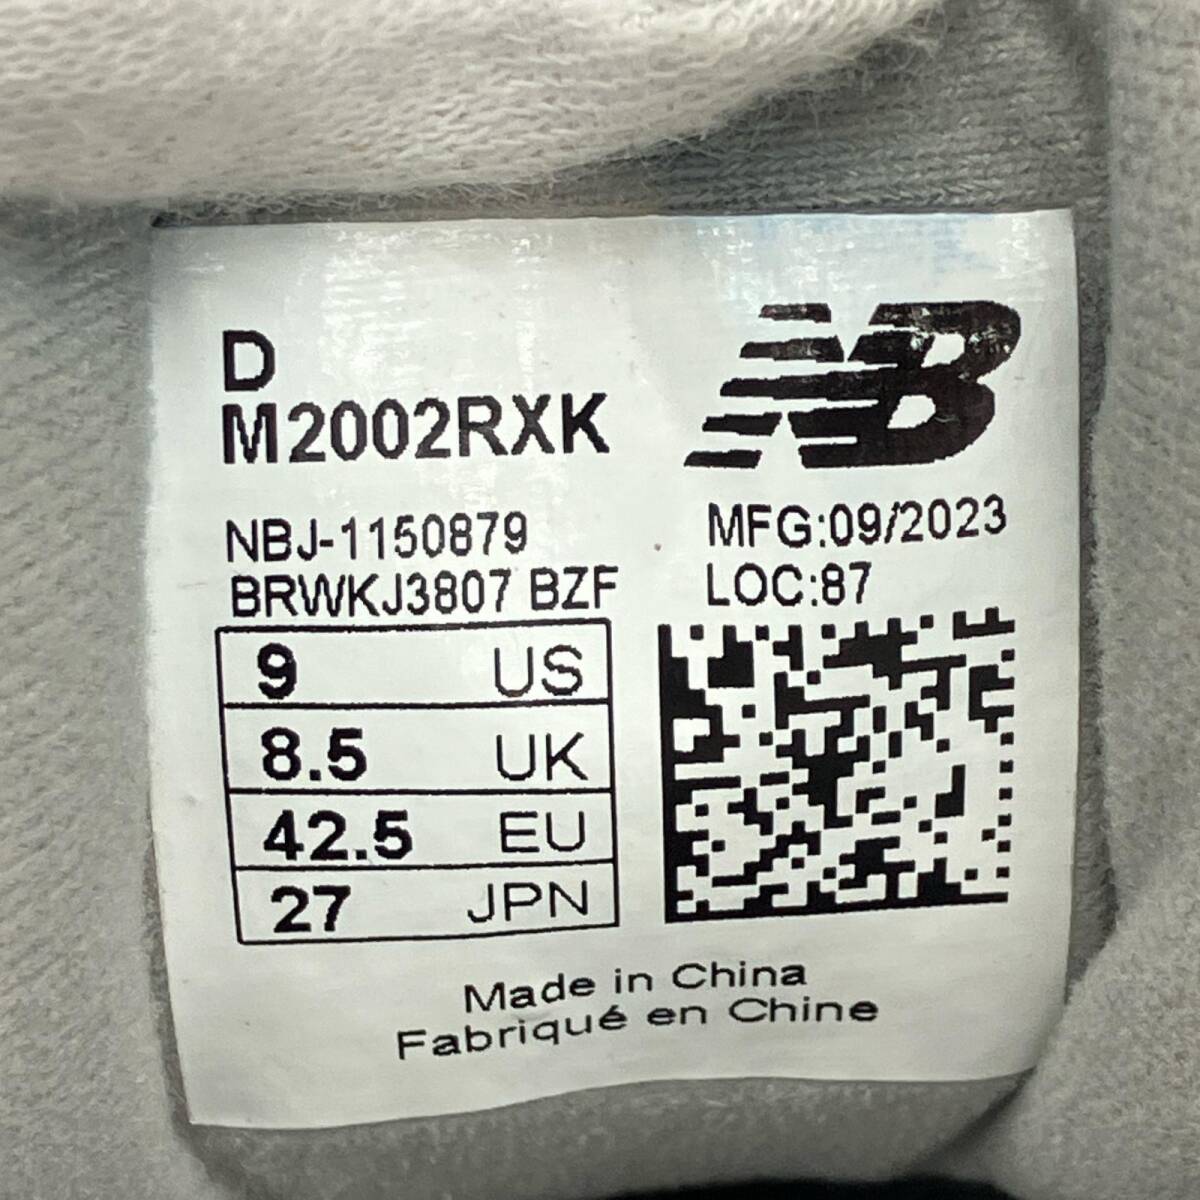 D
M2002RXK
NB
NBJ-1150879
BRWKJ3807 BZF
MFG:09/2023
LOC:87
9 US
8.5 UK
42.5 EU
27 JPN
Made in China
Fabriqué en Chine